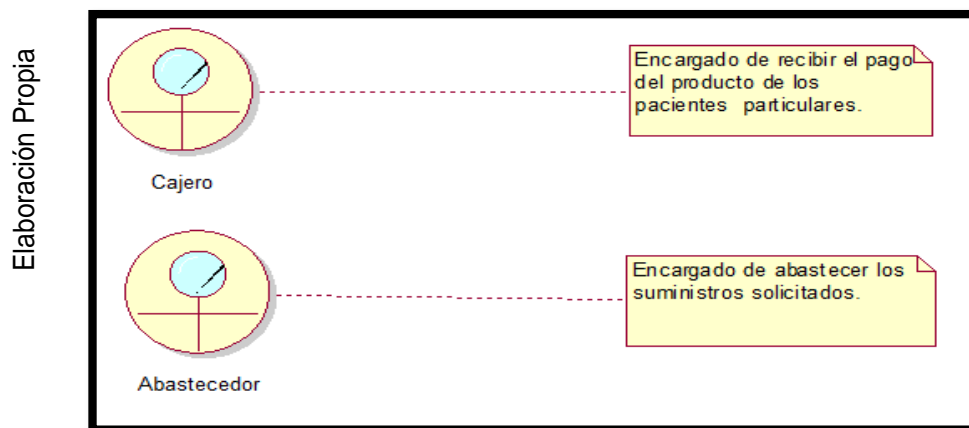 Elaboración Propia
Encargado de recibir el pago
del producto de los
pacientes particulares.
Cajero
Encargado de abastecer los
suministros solicitados.
Abastecedor